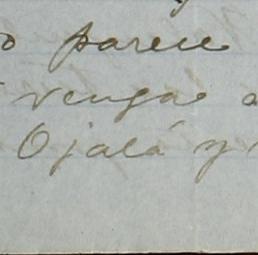 parece
vengas a
Ojalá y